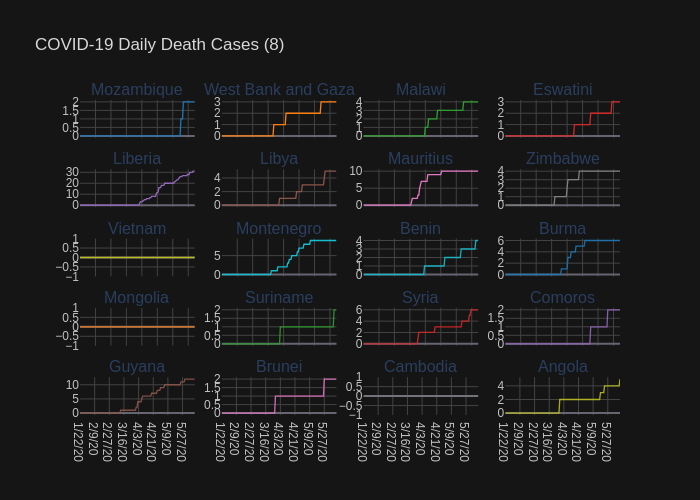 COVID-19 Daily Death Cases (8)
Mozambique West Bank and Gaza Malawi Eswatini
2 1.5 1 0.5 0
3 2 1 0
4 3 2 1 0
3 2 1 0
Liberia Libya Mauritius Zimbabwe
30 20 10 0
4 2 0
10 5 0
4 3 2 1 0
Vietnam Montenegro Benin Burma
1 0.5 0 −0.5 −1
5 0
4 3 2 1 0
6 4 2 0
Mongolia Suriname Syria Comoros
1 0.5 0 −0.5 −1
2 1.5 1 0.5 0
6 4 2 0
2 1.5 1 0.5 0
Guyana Brunei Cambodia Angola
10 5 0
2 1.5 1 0.5 0
1 0.5 0 −0.5 −1
4 2 0
1/22/20 2/9/20 2/27/20 3/16/20 4/3/20 4/21/20 5/9/20 5/27/20
1/22/20 2/9/20 2/27/20 3/16/20 4/3/20 4/21/20 5/9/20 5/27/20
1/22/20 2/9/20 2/27/20 3/16/20 4/3/20 4/21/20 5/9/20 5/27/20
1/22/20 2/9/20 2/27/20 3/16/20 4/3/20 4/21/20 5/9/20 5/27/20